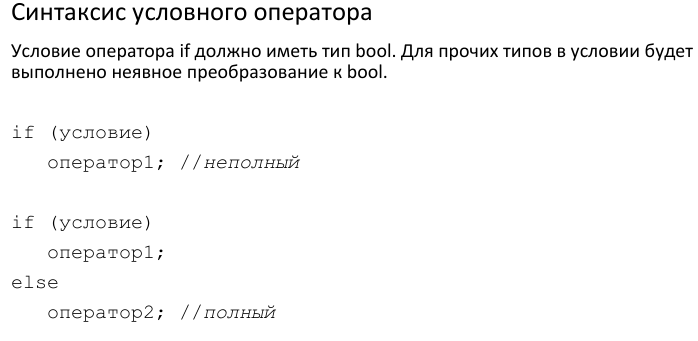 Синтаксис условного оператора
Условие оператора if должно иметь тип bool. Для прочих типов в условии будет
выполнено неявное преобразование к bool.
if (условие)
оператор1; //неполный
if (условие)
оператор1;
else
оператор2; //полный